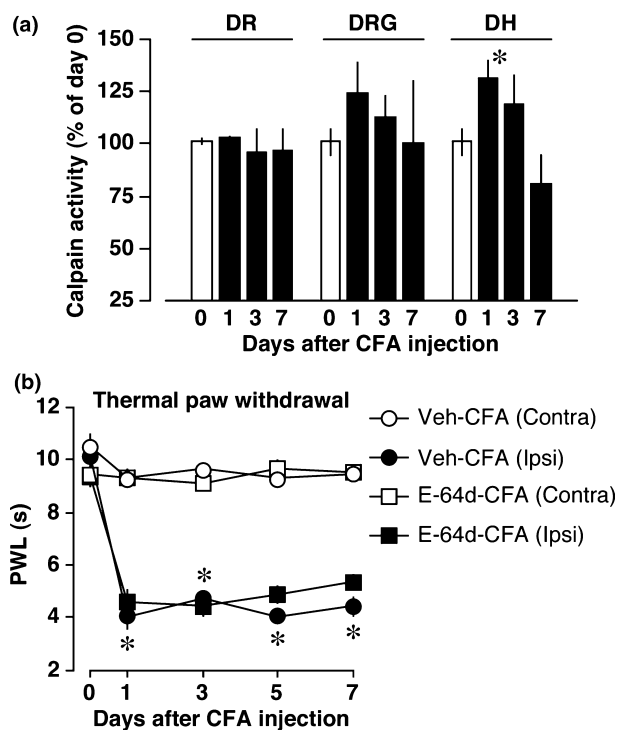 (a)
DR DRG DH
Calpain activity (% of day 0)
150
125
100
75
50
25
*
0 1 3 7 0 1 3 7 0 1 3 7
Days after CFA injection
(b)
Thermal paw withdrawal
PWL (s)
12
10
8
6
4
2
* * * *
0 1 3 5 7
Days after CFA injection
Veh-CFA (Contra)
Veh-CFA (Ipsi)
E-64d-CFA (Contra)
E-64d-CFA (Ipsi)